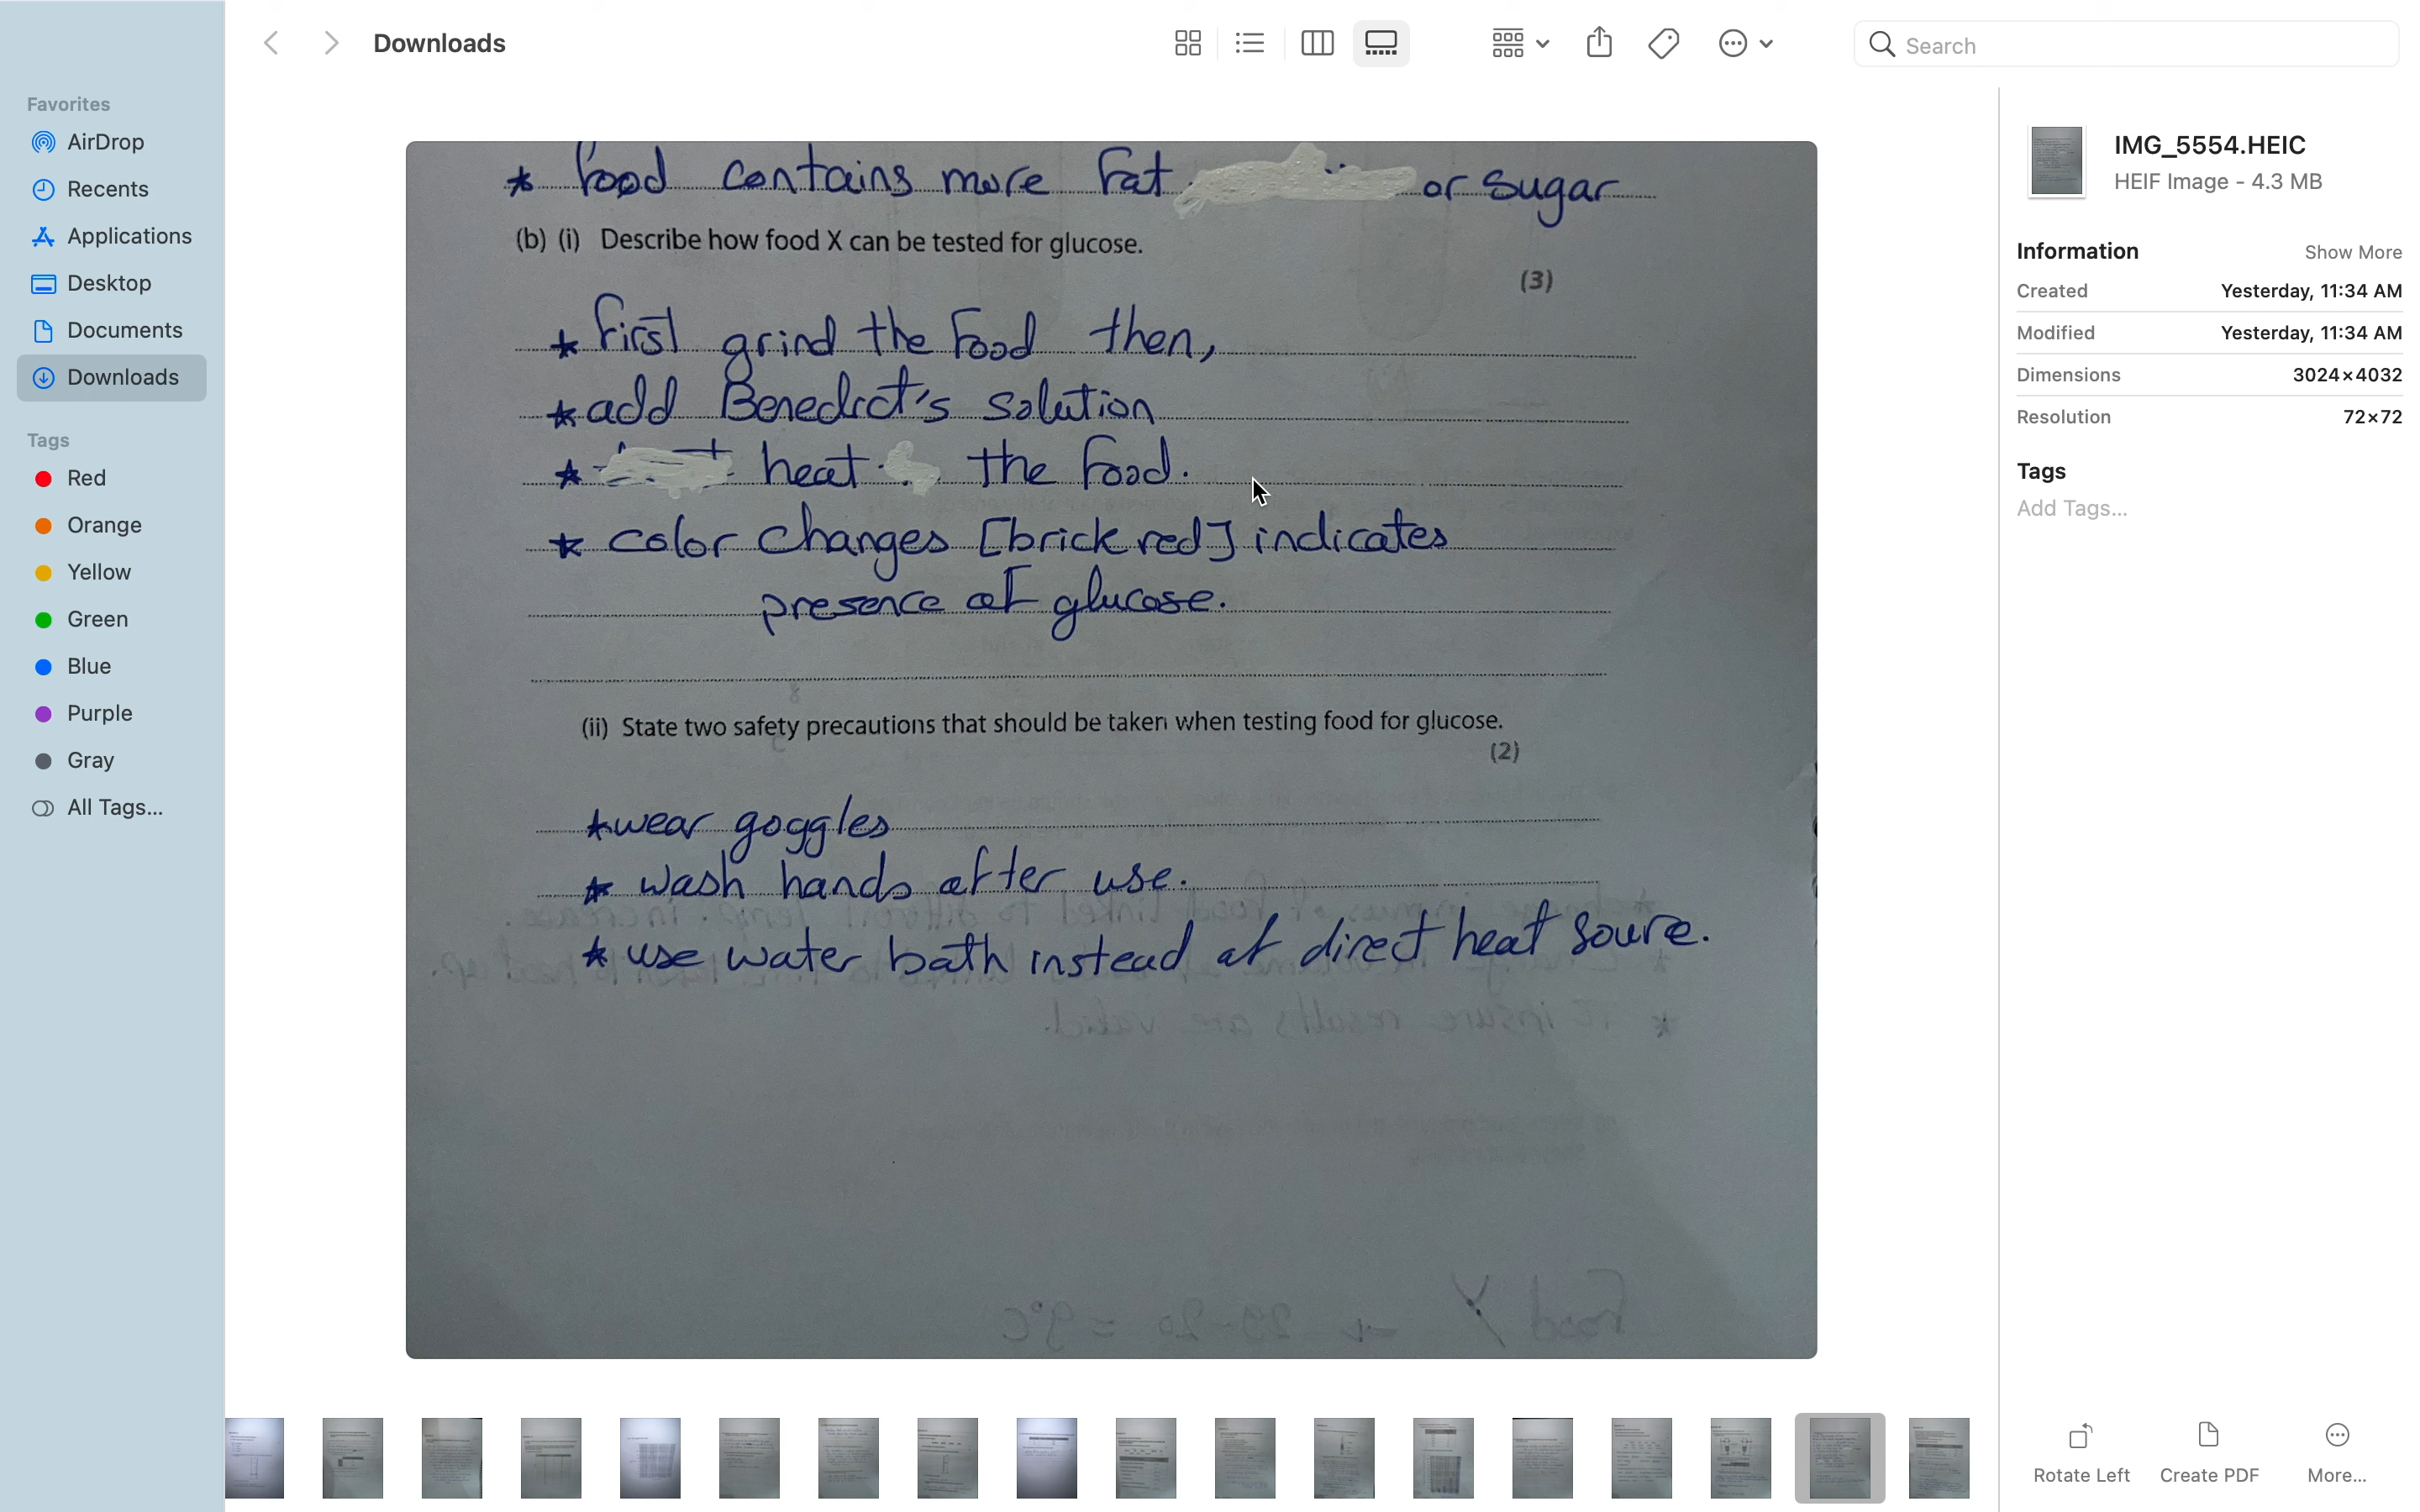 Downloads
Search
Favorites
AirDrop
Recents
Applications
Desktop
Documents
Downloads
Tags
Red
Orange
Yellow
Green
Blue
Purple
Gray
All Tags...
* food contains more fat or sugar
(b) (i) Describe how food X can be tested for glucose.
(3)
* first grind the food then,
* add Benedict's solution
* heat the food.
* color changes [brick red] indicates
presence of glucose.
(ii) State two safety precautions that should be taken when testing food for glucose.
(2)
* wear goggles
* wash hands after use.
* use water bath instead of direct heat soure.
Food Y → 29-20 = 9°C
IMG_5554.HEIC
HEIF Image - 4.3 MB
Information Show More
Created Yesterday, 11:34 AM
Modified Yesterday, 11:34 AM
Dimensions 3024×4032
Resolution 72×72
Tags
Add Tags...
Rotate Left Create PDF More...